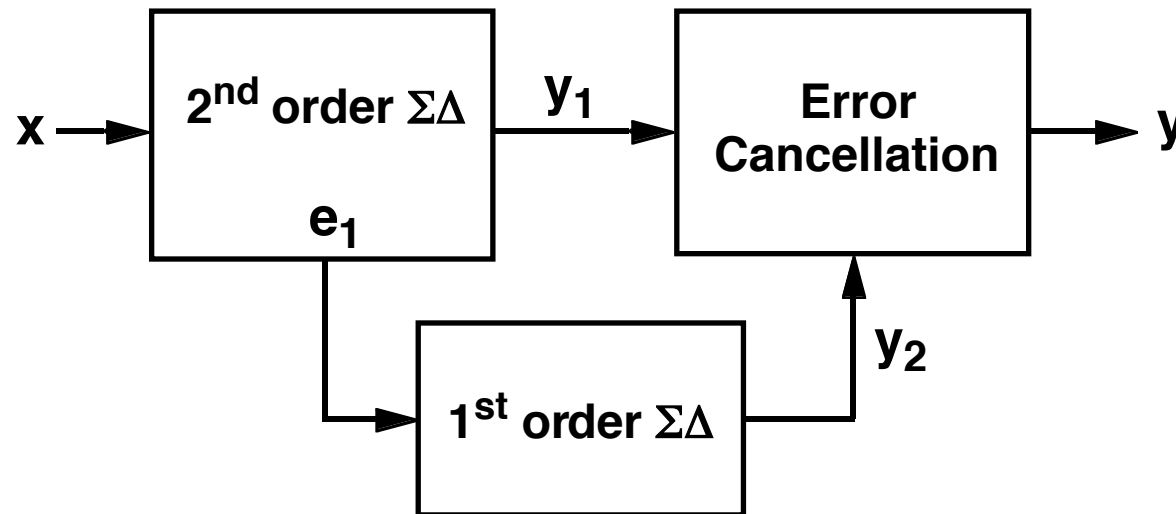 x
2nd order ΣΔ
e1
y1
Error
Cancellation
y
1st order ΣΔ
y2